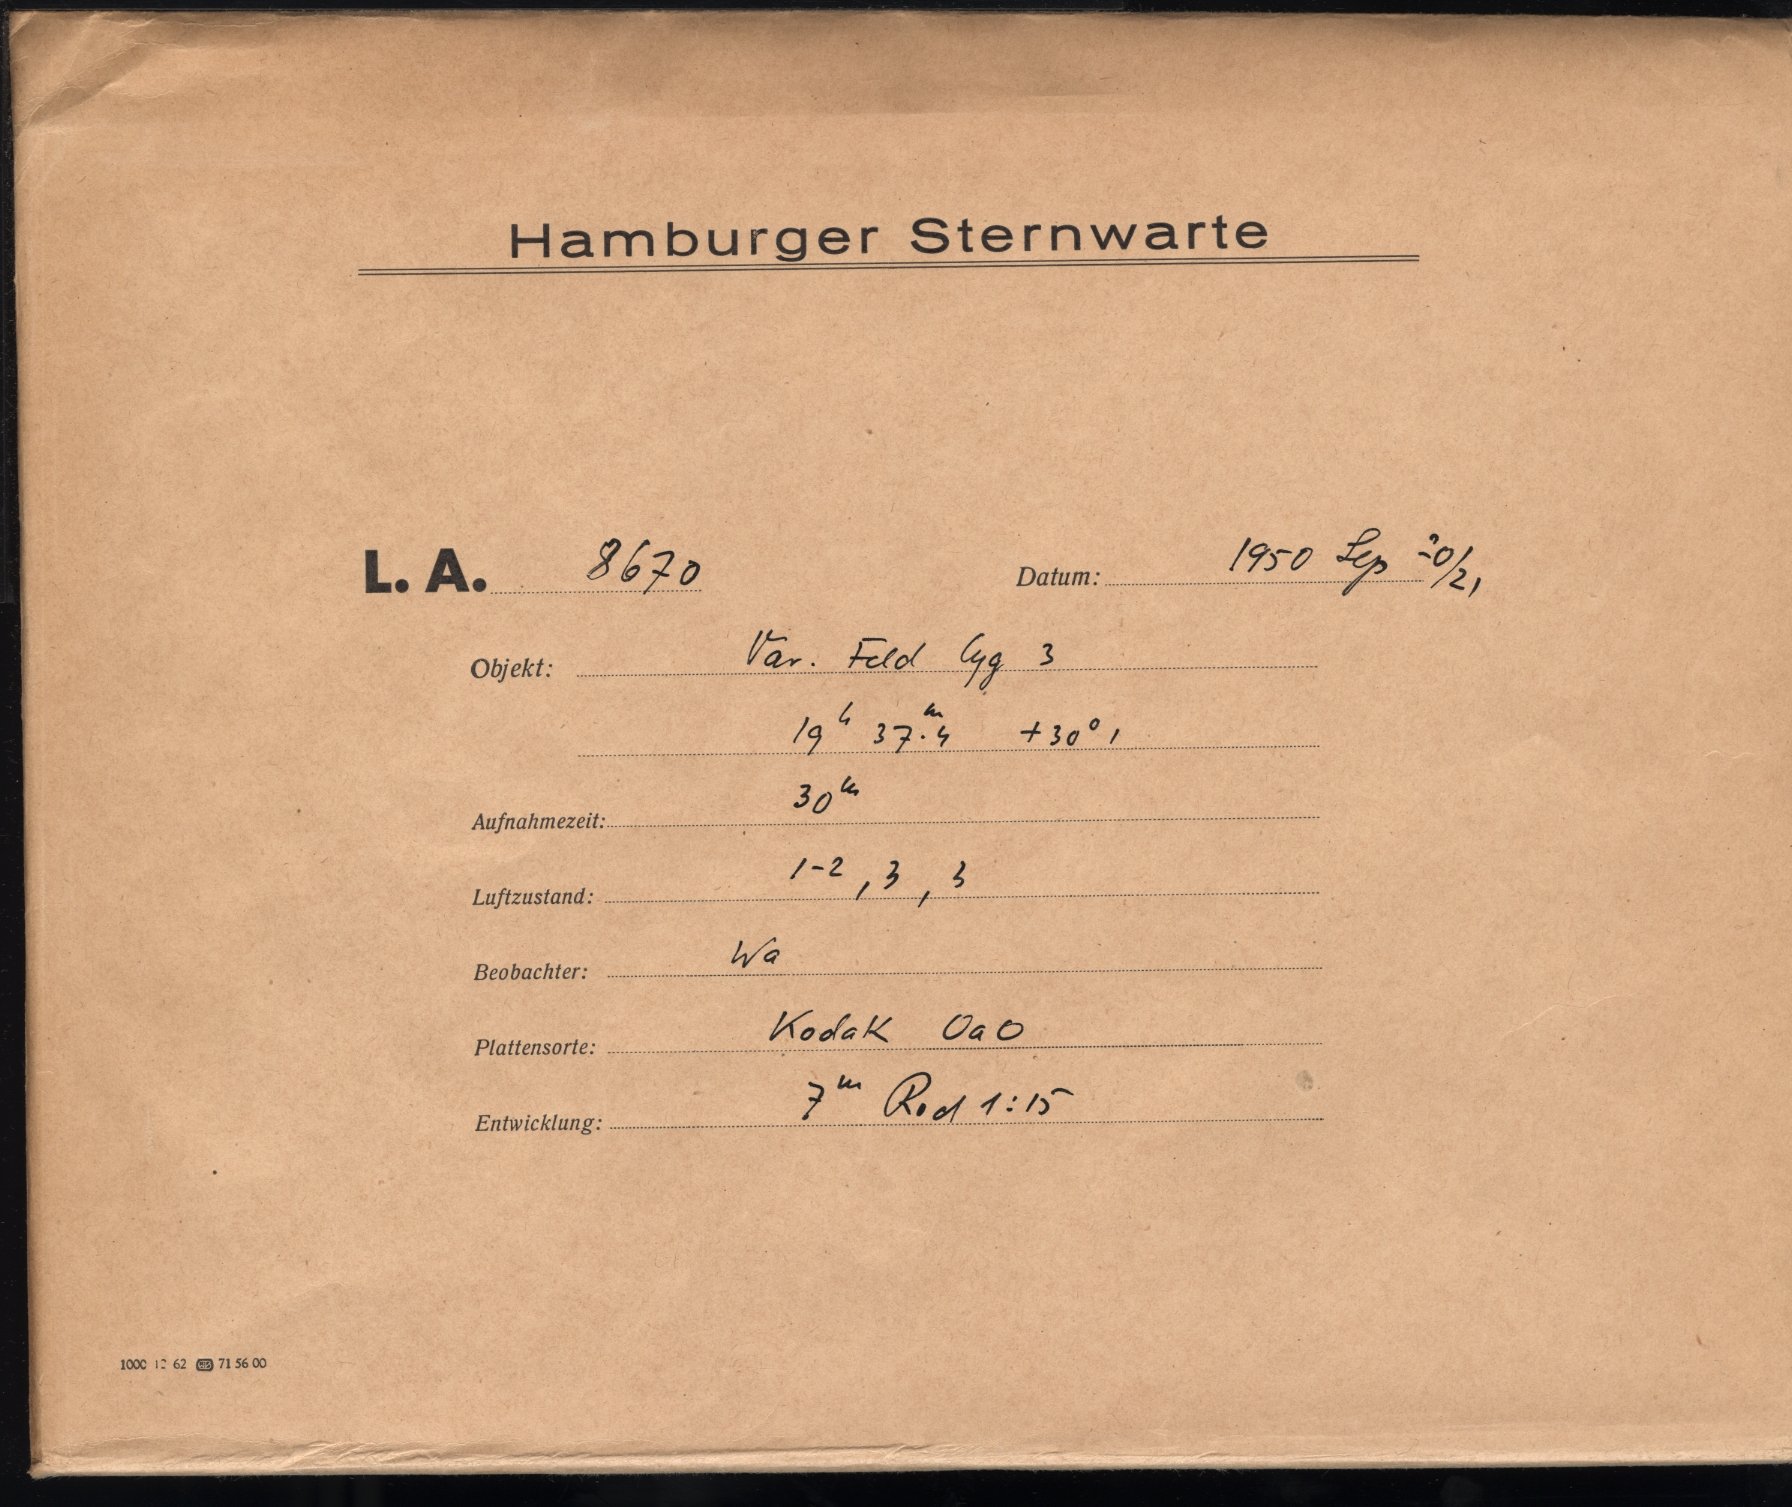 Hamburger Sternwarte
L. A. 8670 Datum: 1950 Sep 20/21
Objekt: Var. Feld Cyg 3
19ʰ 37.ᵐ4 +30°1
Aufnahmezeit: 30ᵐ
Luftzustand: 1-2, 3, 3
Beobachter: Wa
Plattensorte: Kodak OaO
Entwicklung: 7ᵐ Rod 1:15
1000 12 62 71 56 00